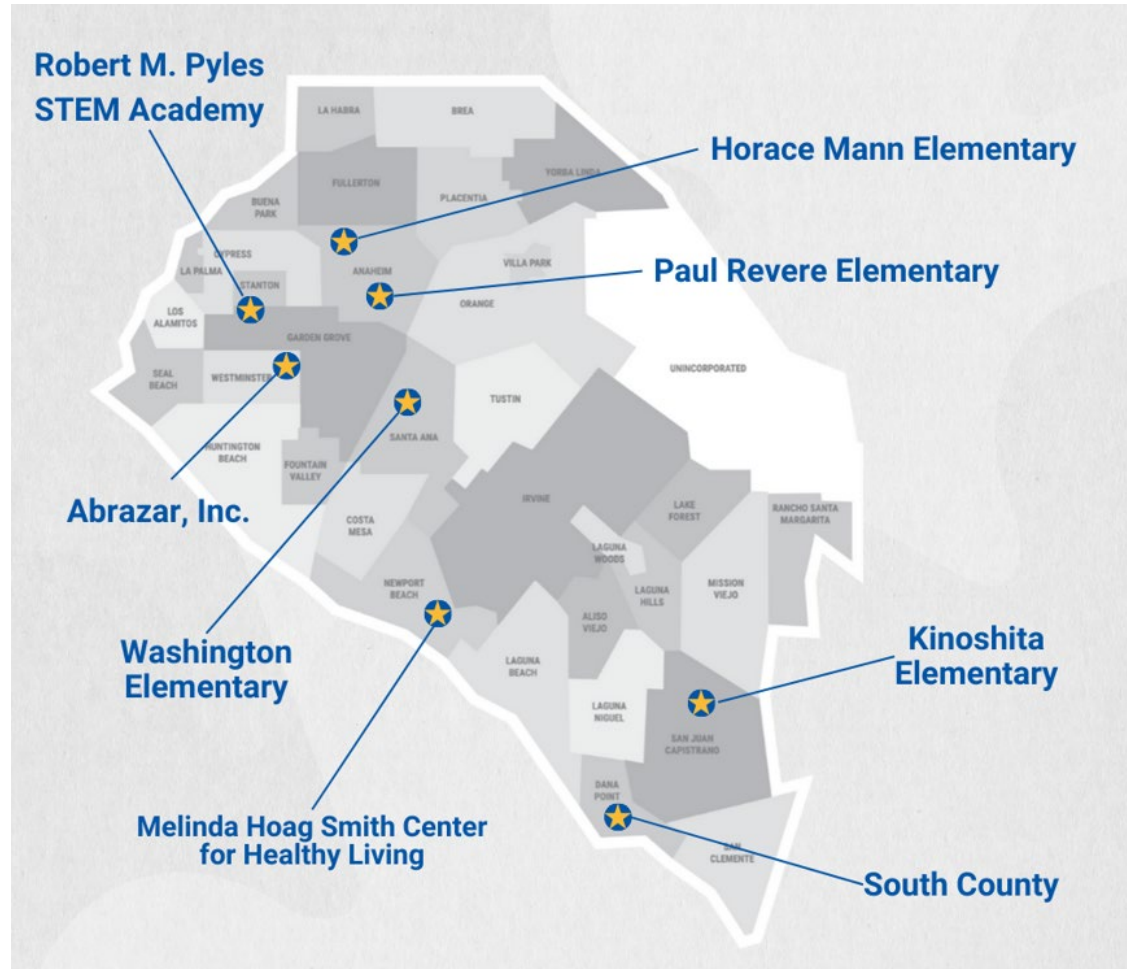 Robert M. Pyles
STEM Academy
Horace Mann Elementary
Paul Revere Elementary
Abrazar, Inc.
Washington
Elementary
Melinda Hoag Smith Center
for Healthy Living
Kinoshita
Elementary
South County
LA HABRA
BREA
FULLERTON
YORBA LINDA
BUENA
PARK
PLACENTIA
CYPRESS
LA PALMA
STANTON
ANAHEIM
VILLA PARK
ORANGE
LOS
ALAMITOS
GARDEN GROVE
SEAL
BEACH
WESTMINSTER
UNINCORPORATED
TUSTIN
SANTA ANA
HUNTINGTON
BEACH
FOUNTAIN
VALLEY
COSTA
MESA
IRVINE
LAKE
FOREST
RANCHO SANTA
MARGARITA
LAGUNA
WOODS
NEWPORT
BEACH
LAGUNA
HILLS
MISSION
VIEJO
ALISO
VIEJO
LAGUNA
BEACH
LAGUNA
NIGUEL
SAN JUAN
CAPISTRANO
DANA
POINT
SAN
CLEMENTE